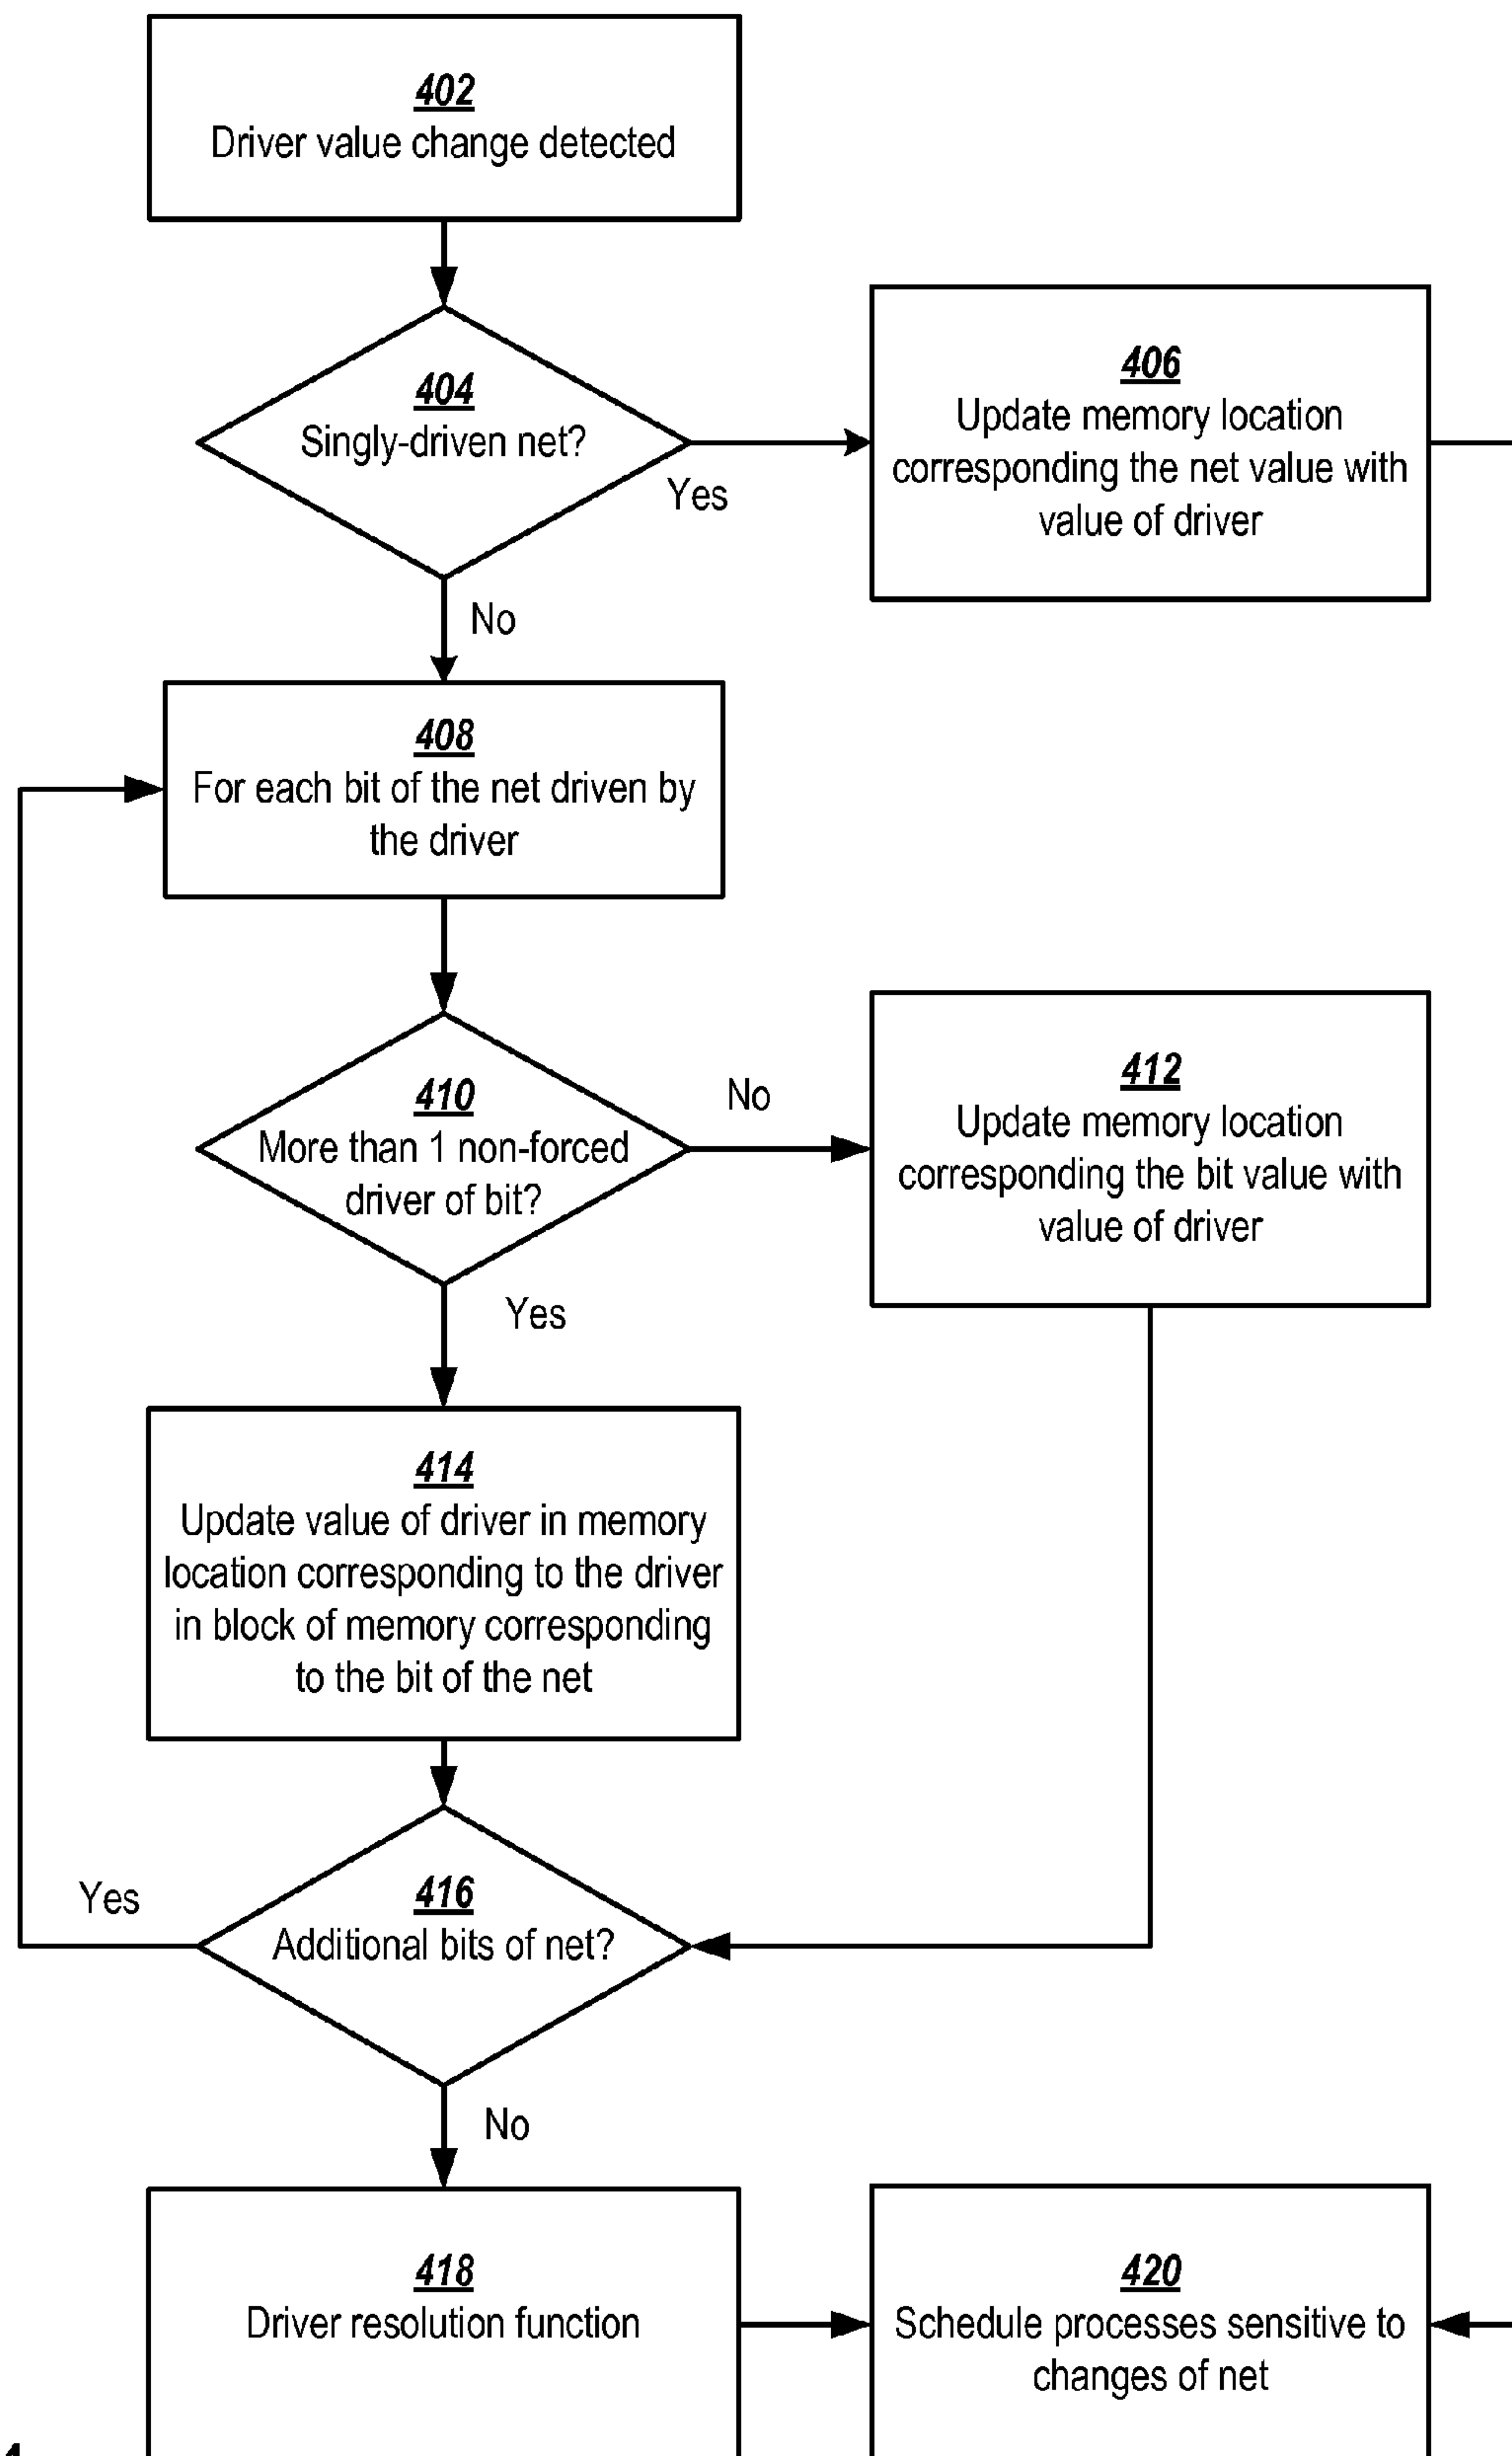 402
Driver value change detected
404
Singly-driven net?
Yes
No
406
Update memory location
corresponding the net value with
value of driver
408
For each bit of the net driven by
the driver
410
More than 1 non-forced
driver of bit?
No
Yes
412
Update memory location
corresponding the bit value with
value of driver
414
Update value of driver in memory
location corresponding to the driver
in block of memory corresponding
to the bit of the net
416
Additional bits of net?
Yes
No
418
Driver resolution function
420
Schedule processes sensitive to
changes of net